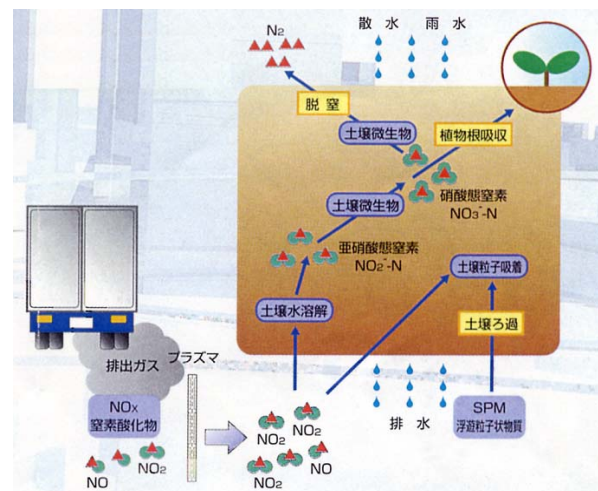 N₂
散水 雨水
脱窒
土壌微生物
植物根吸収
土壌微生物
硝酸態窒素
NO₃⁻-N
亜硝酸態窒素
NO₂⁻-N
土壌粒子吸着
土壌水溶解
土壌ろ過
排出ガス
プラズマ
NOx
窒素酸化物
NO
NO₂
NO₂
NO₂
NO₂
NO
排水
SPM
浮遊粒子状物質